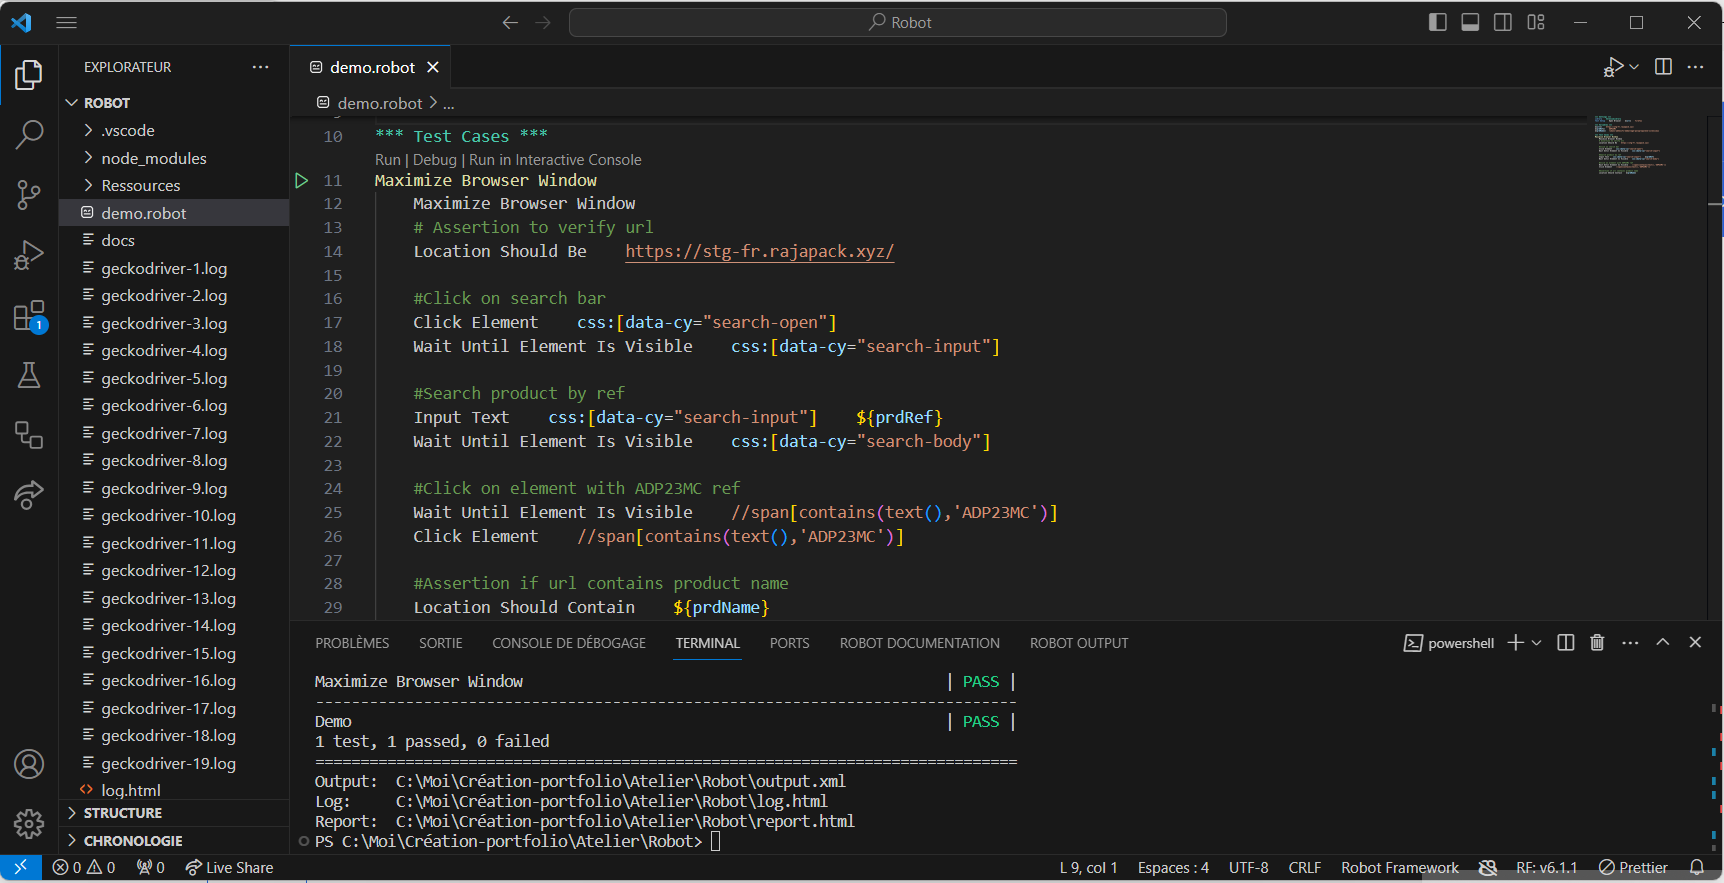 Robot
EXPLORATEUR
ROBOT
.vscode
node_modules
Ressources
demo.robot
docs
geckodriver-1.log
geckodriver-2.log
geckodriver-3.log
geckodriver-4.log
geckodriver-5.log
geckodriver-6.log
geckodriver-7.log
geckodriver-8.log
geckodriver-9.log
geckodriver-10.log
geckodriver-11.log
geckodriver-12.log
geckodriver-13.log
geckodriver-14.log
geckodriver-15.log
geckodriver-16.log
geckodriver-17.log
geckodriver-18.log
geckodriver-19.log
log.html
STRUCTURE
CHRONOLOGIE
1
demo.robot
demo.robot > ...
10 *** Test Cases ***
Run | Debug | Run in Interactive Console
11 Maximize Browser Window
12 Maximize Browser Window
13 # Assertion to verify url
14 Location Should Be    https://stg-fr.rajapack.xyz/
15
16 #Click on search bar
17 Click Element    css:[data-cy="search-open"]
18 Wait Until Element Is Visible    css:[data-cy="search-input"]
19
20 #Search product by ref
21 Input Text    css:[data-cy="search-input"]    ${prdRef}
22 Wait Until Element Is Visible    css:[data-cy="search-body"]
23
24 #Click on element with ADP23MC ref
25 Wait Until Element Is Visible    //span[contains(text(),'ADP23MC')]
26 Click Element    //span[contains(text(),'ADP23MC')]
27
28 #Assertion if url contains product name
29 Location Should Contain    ${prdName}
PROBLÈMES SORTIE CONSOLE DE DÉBOGAGE TERMINAL PORTS ROBOT DOCUMENTATION ROBOT OUTPUT powershell
Maximize Browser Window | PASS |
------------------------------------------------------------------------------
Demo | PASS |
1 test, 1 passed, 0 failed
==============================================================================
Output:  C:\Moi\Création-portfolio\Atelier\Robot\output.xml
Log:     C:\Moi\Création-portfolio\Atelier\Robot\log.html
Report:  C:\Moi\Création-portfolio\Atelier\Robot\report.html
PS C:\Moi\Création-portfolio\Atelier\Robot>
0 0 0 Live Share L 9, col 1 Espaces : 4 UTF-8 CRLF Robot Framework RF: v6.1.1 Prettier